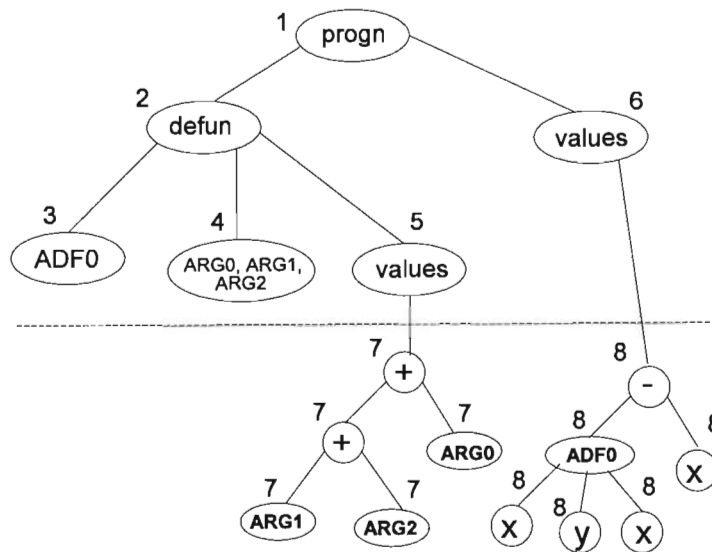 1 progn
2 defun
6 values
3 ADF0
4 ARG0, ARG1,
ARG2
5 values
7 +
8 -
7 +
7 ARG0
8 ADF0
8 x
7 ARG1
7 ARG2
8 x
8 y
8 x